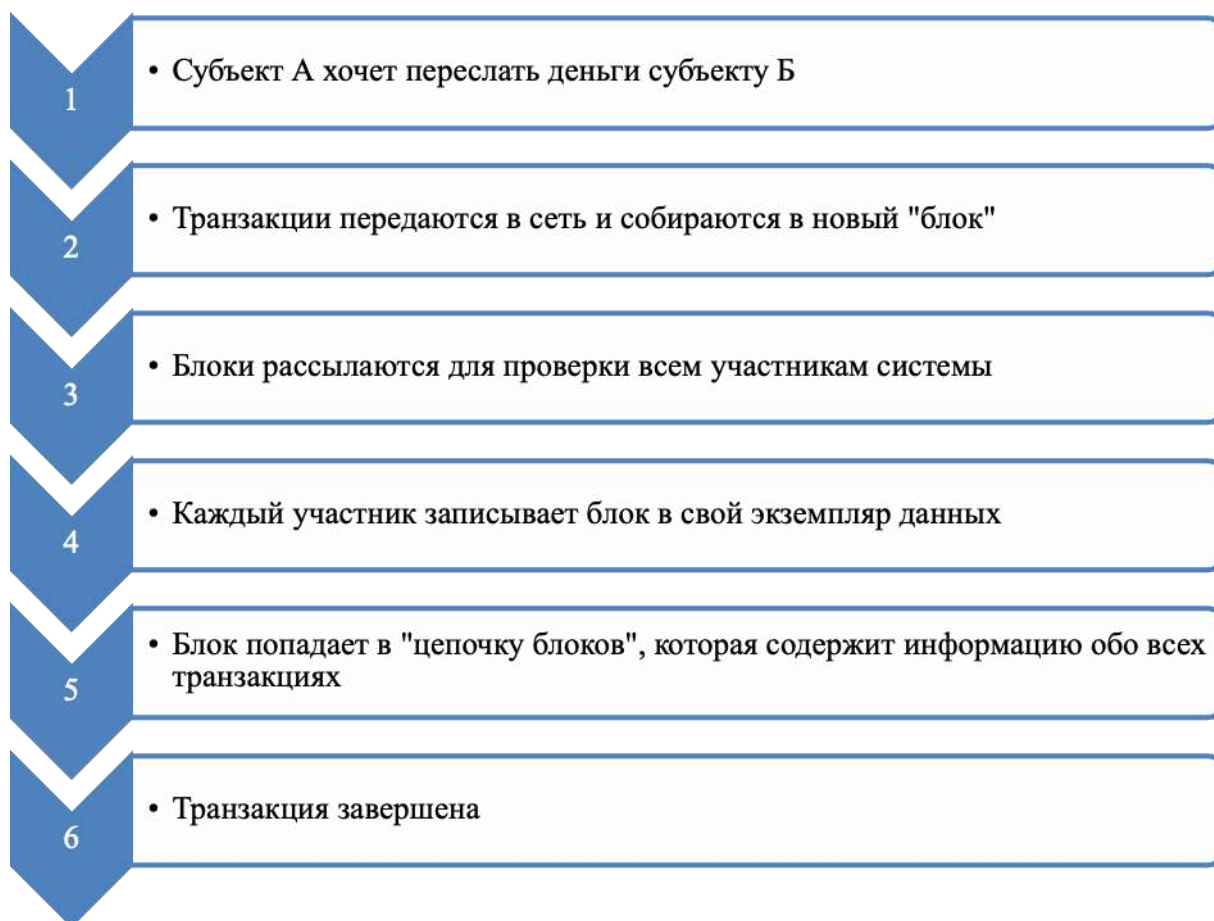 1
• Субъект А хочет переслать деньги субъекту Б
2
• Транзакции передаются в сеть и собираются в новый "блок"
3
• Блоки рассылаются для проверки всем участникам системы
4
• Каждый участник записывает блок в свой экземпляр данных
5
• Блок попадает в "цепочку блоков", которая содержит информацию обо всех
транзакциях
6
• Транзакция завершена